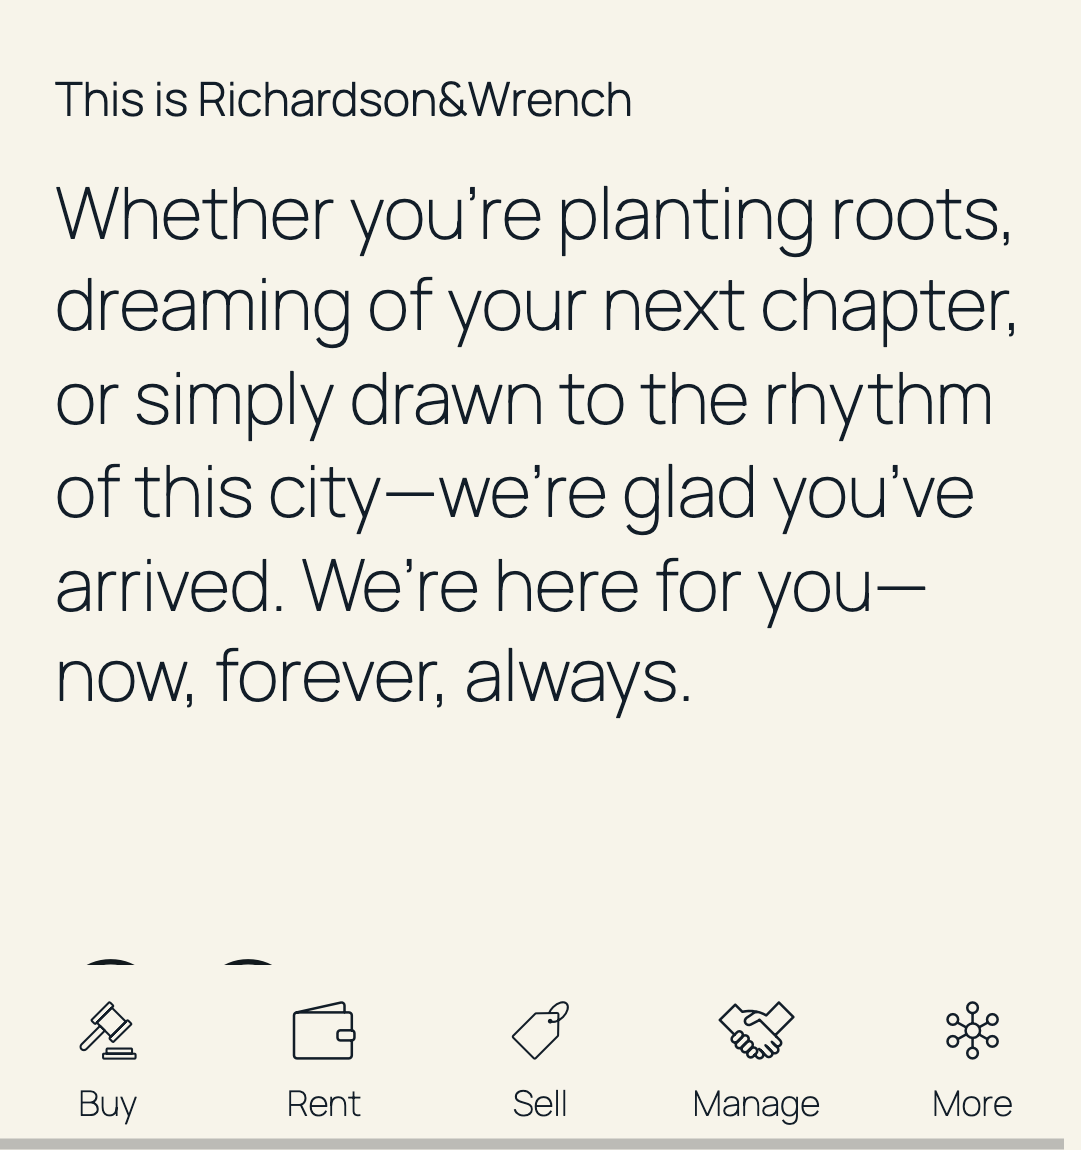 This is Richardson&Wrench
Whether you’re planting roots,
dreaming of your next chapter,
or simply drawn to the rhythm
of this city—we’re glad you’ve
arrived. We’re here for you—
now, forever, always.
Buy
Rent
Sell
Manage
More